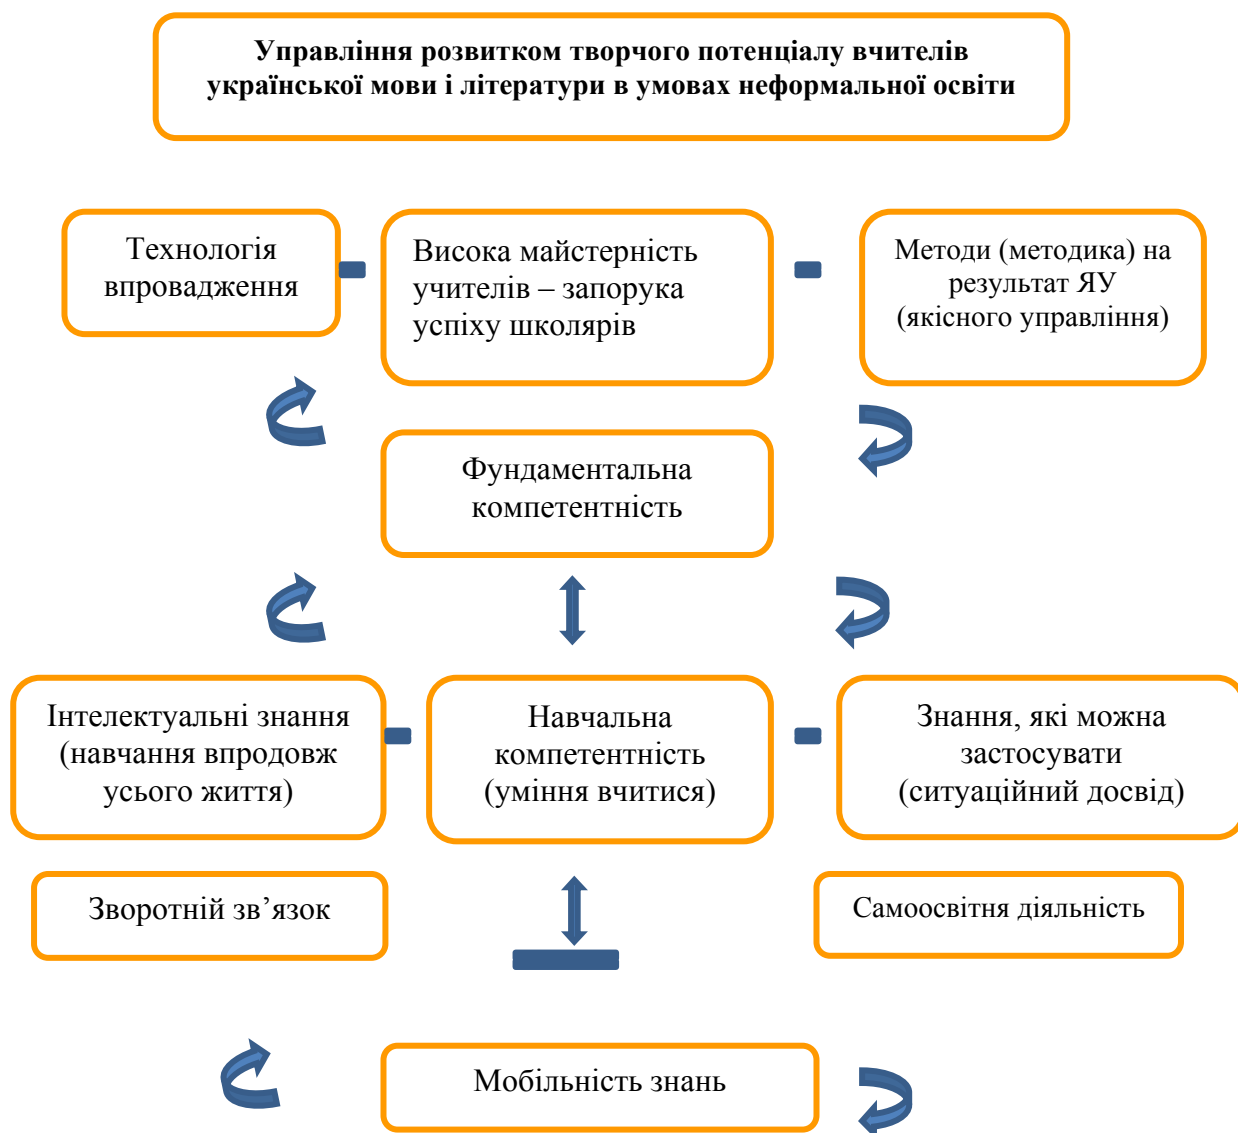 Управління розвитком творчого потенціалу вчителів
української мови і літератури в умовах неформальної освіти
Технологія
впровадження
Висока майстерність
учителів – запорука
успіху школярів
Методи (методика) на
результат ЯУ
(якісного управління)
Фундаментальна
компетентність
Інтелектуальні знання
(навчання впродовж
усього життя)
Навчальна
компетентність
(уміння вчитися)
Знання, які можна
застосувати
(ситуаційний досвід)
Зворотній зв’язок
Самоосвітня діяльність
Мобільність знань